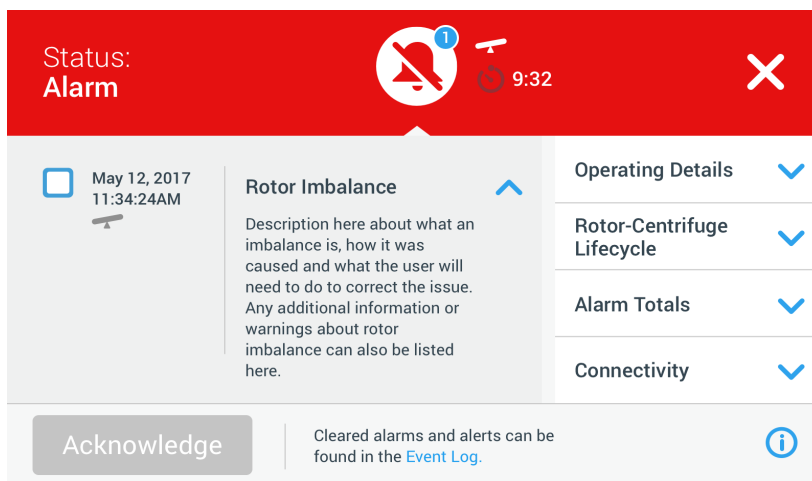 Status:
Alarm
1
9:32
May 12, 2017
11:34:24AM
Rotor Imbalance
Description here about what an
imbalance is, how it was
caused and what the user will
need to do to correct the issue.
Any additional information or
warnings about rotor
imbalance can also be listed
here.
Operating Details
Rotor-Centrifuge
Lifecycle
Alarm Totals
Connectivity
Acknowledge
Cleared alarms and alerts can be
found in the Event Log.